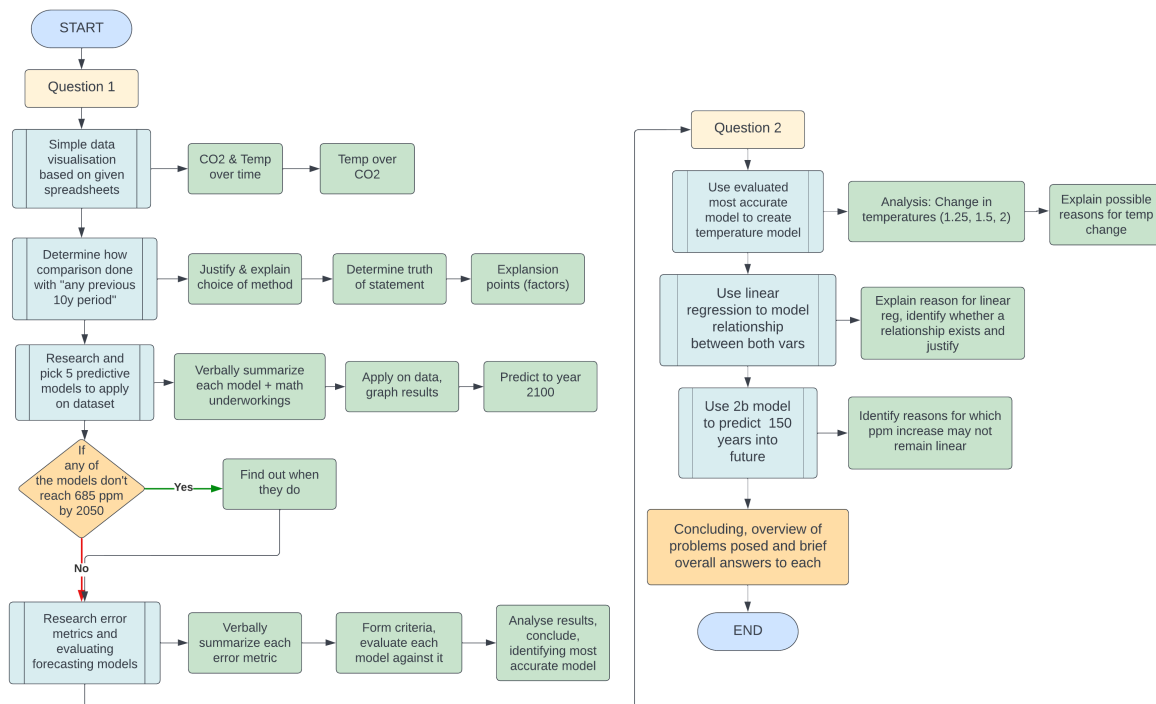 START
Question 1
Simple data
visualisation
based on given
spreadsheets
CO2 & Temp
over time
Temp over
CO2
Determine how
comparison done
with "any previous
10y period"
Justify & explain
choice of method
Determine truth
of statement
Explansion
points (factors)
Research and
pick 5 predictive
models to apply
on dataset
Verbally summarize
each model + math
underworkings
Apply on data,
graph results
Predict to year
2100
If
any of
the models don't
reach 685 ppm
by 2050
Yes
Find out when
they do
No
Research error
metrics and
evaluating
forecasting models
Verbally
summarize each
error metric
Form criteria,
evaluate each
model against it
Analyse results,
conclude,
identifying most
accurate model
Question 2
Use evaluated
most accurate
model to create
temperature model
Analysis: Change in
temperatures (1.25, 1.5, 2)
Explain possible
reasons for temp
change
Use linear
regression to model
relationship
between both vars
Explain reason for linear
reg, identify whether a
relationship exists and
justify
Use 2b model
to predict 150
years into
future
Identify reasons for which
ppm increase may not
remain linear
Concluding, overview of
problems posed and brief
overall answers to each
END